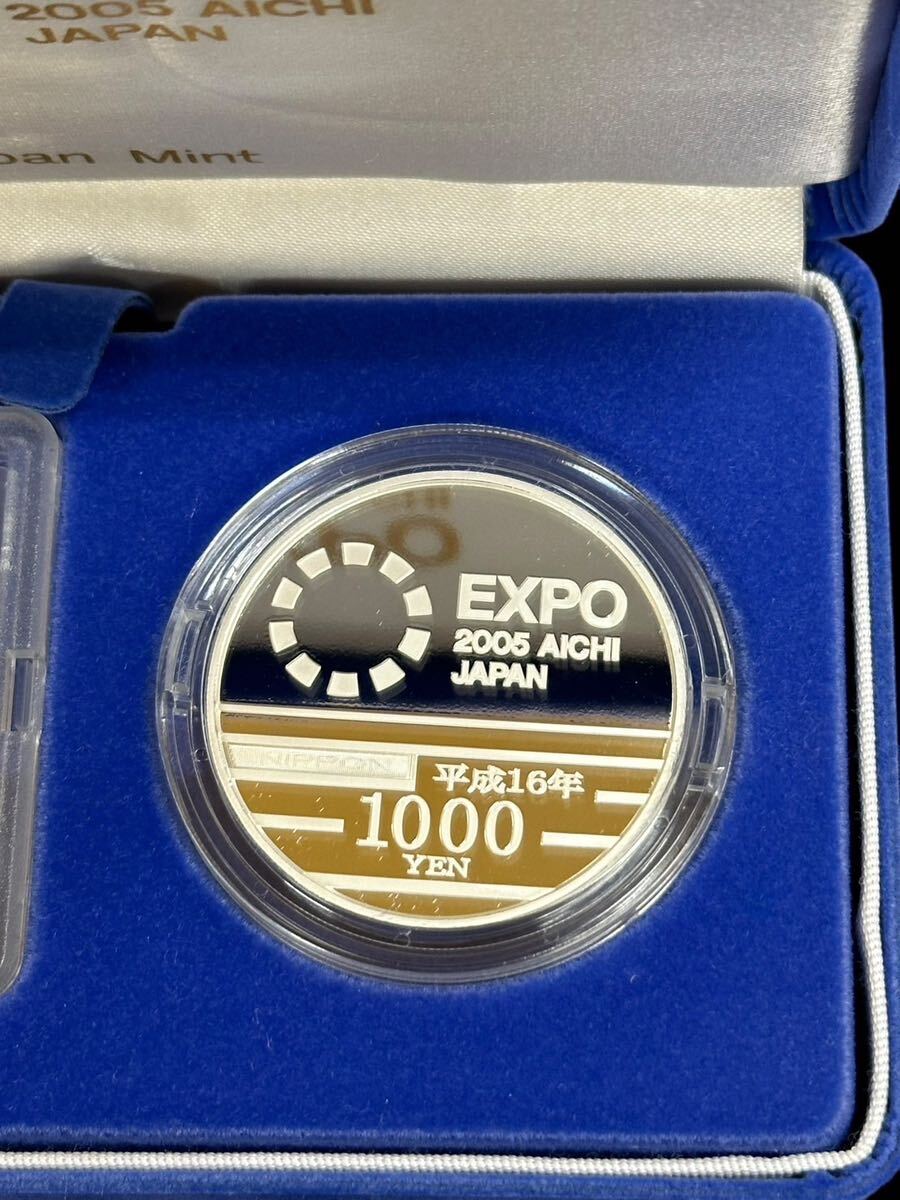 2005 AICHI
JAPAN
pan Mint
EXPO
2005 AICHI
JAPAN
NIPPON
平成16年
1000
YEN